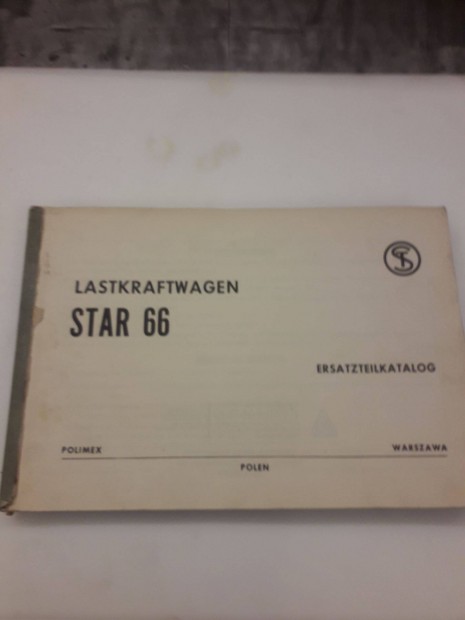 LASTKRAFTWAGEN
STAR 66
ERSATZTEILKATALOG
POLIMEX
WARSZAWA
POLEN